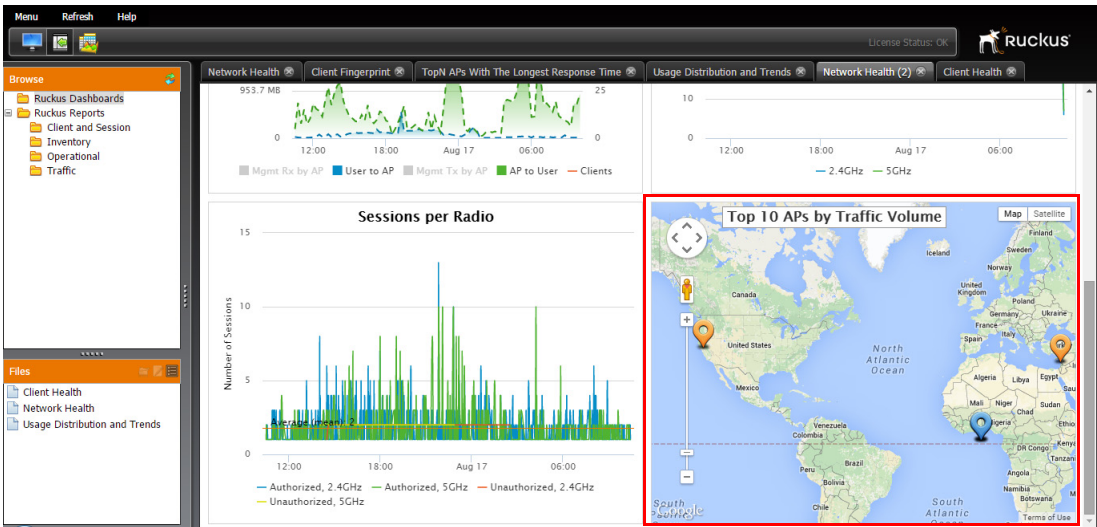 Menu Refresh Help
License Status: OK
Ruckus
Browse
Ruckus Dashboards
Ruckus Reports
Client and Session
Inventory
Operational
Traffic
Files
Client Health
Network Health
Usage Distribution and Trends
Network Health Client Fingerprint TopN APs With The Longest Response Time Usage Distribution and Trends Network Health (2) Client Health
953.7 MB 25
0 0
12:00 18:00 Aug 17 06:00
Mgmt Rx by AP User to AP Mgmt Tx by AP AP to User Clients
10
0
12:00 18:00 Aug 17 06:00
2.4GHz 5GHz
Sessions per Radio
15
10
5
0
Number of Sessions
Average (mean): 2
12:00 18:00 Aug 17 06:00
Authorized, 2.4GHz Authorized, 5GHz Unauthorized, 2.4GHz
Unauthorized, 5GHz
Top 10 APs by Traffic Volume
Map Satellite
Finland
Sweden
Iceland
Norway
Canada
United
Kingdom
Poland
Germany Ukraine
France
Italy
Spain
United States
North
Atlantic
Ocean
Algeria Libya Egypt
Mexico
Mali Niger Sudan
Chad
Venezuela
Colombia
DR Congo
Brazil
Peru
Bolivia
Angola
Namibia
Botswana
Chile
South
Atlantic
Google
Terms of Use